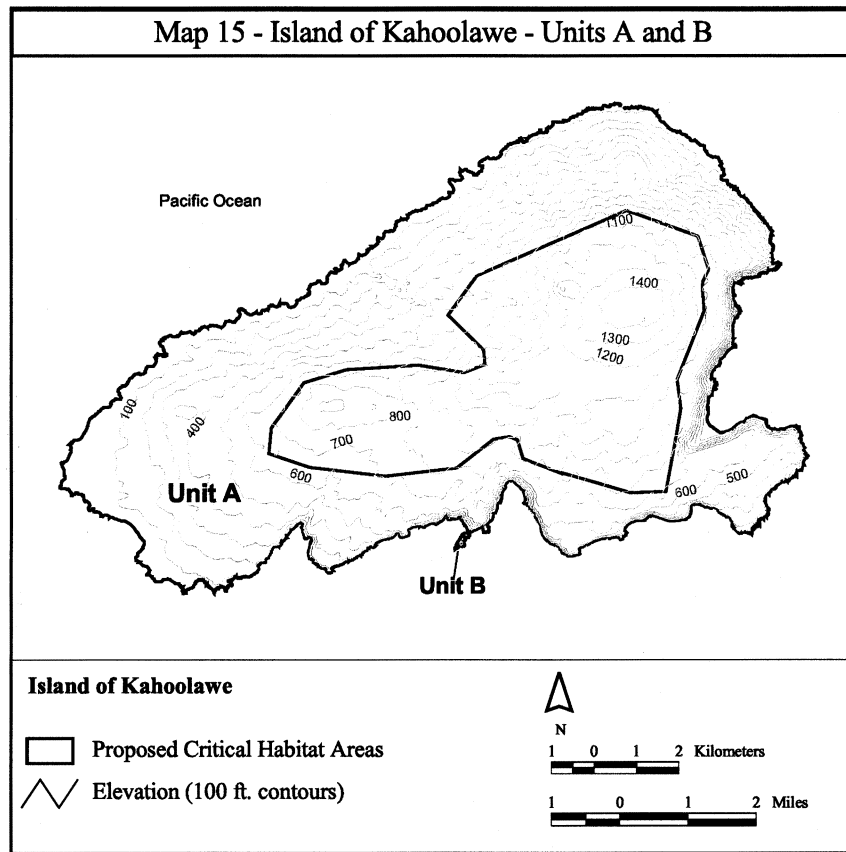 Map 15 - Island of Kahoolawe - Units A and B
Pacific Ocean
1100
1400
1300
1200
100
400
800
700
600
Unit A
500
600
Unit B
Island of Kahoolawe
Proposed Critical Habitat Areas
Elevation (100 ft. contours)
N
1 0 1 2 Kilometers
1 0 1 2 Miles